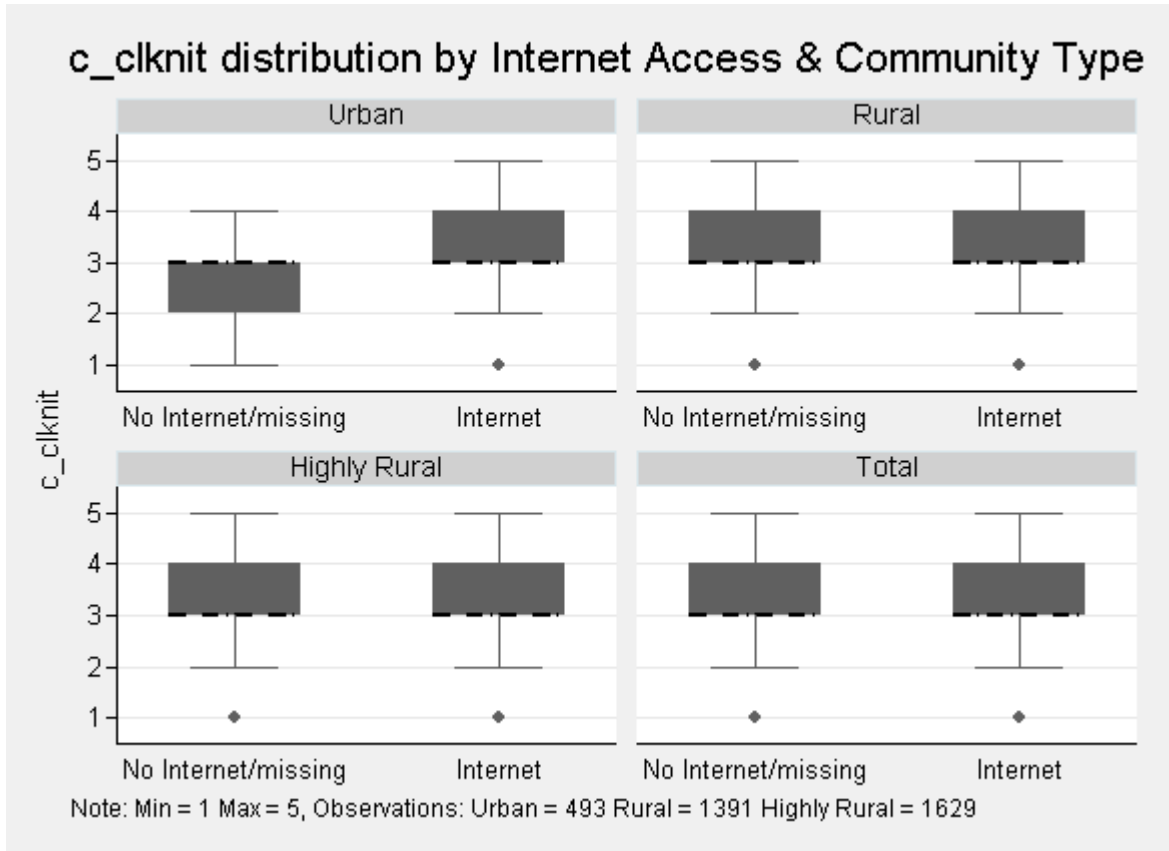 c_clknit distribution by Internet Access & Community Type
Urban
Rural
5
4
3
2
1
No Internet/missing Internet
No Internet/missing Internet
c_clknit
Highly Rural
Total
5
4
3
2
1
No Internet/missing Internet
No Internet/missing Internet
Note: Min = 1 Max = 5, Observations: Urban = 493 Rural = 1391 Highly Rural = 1629